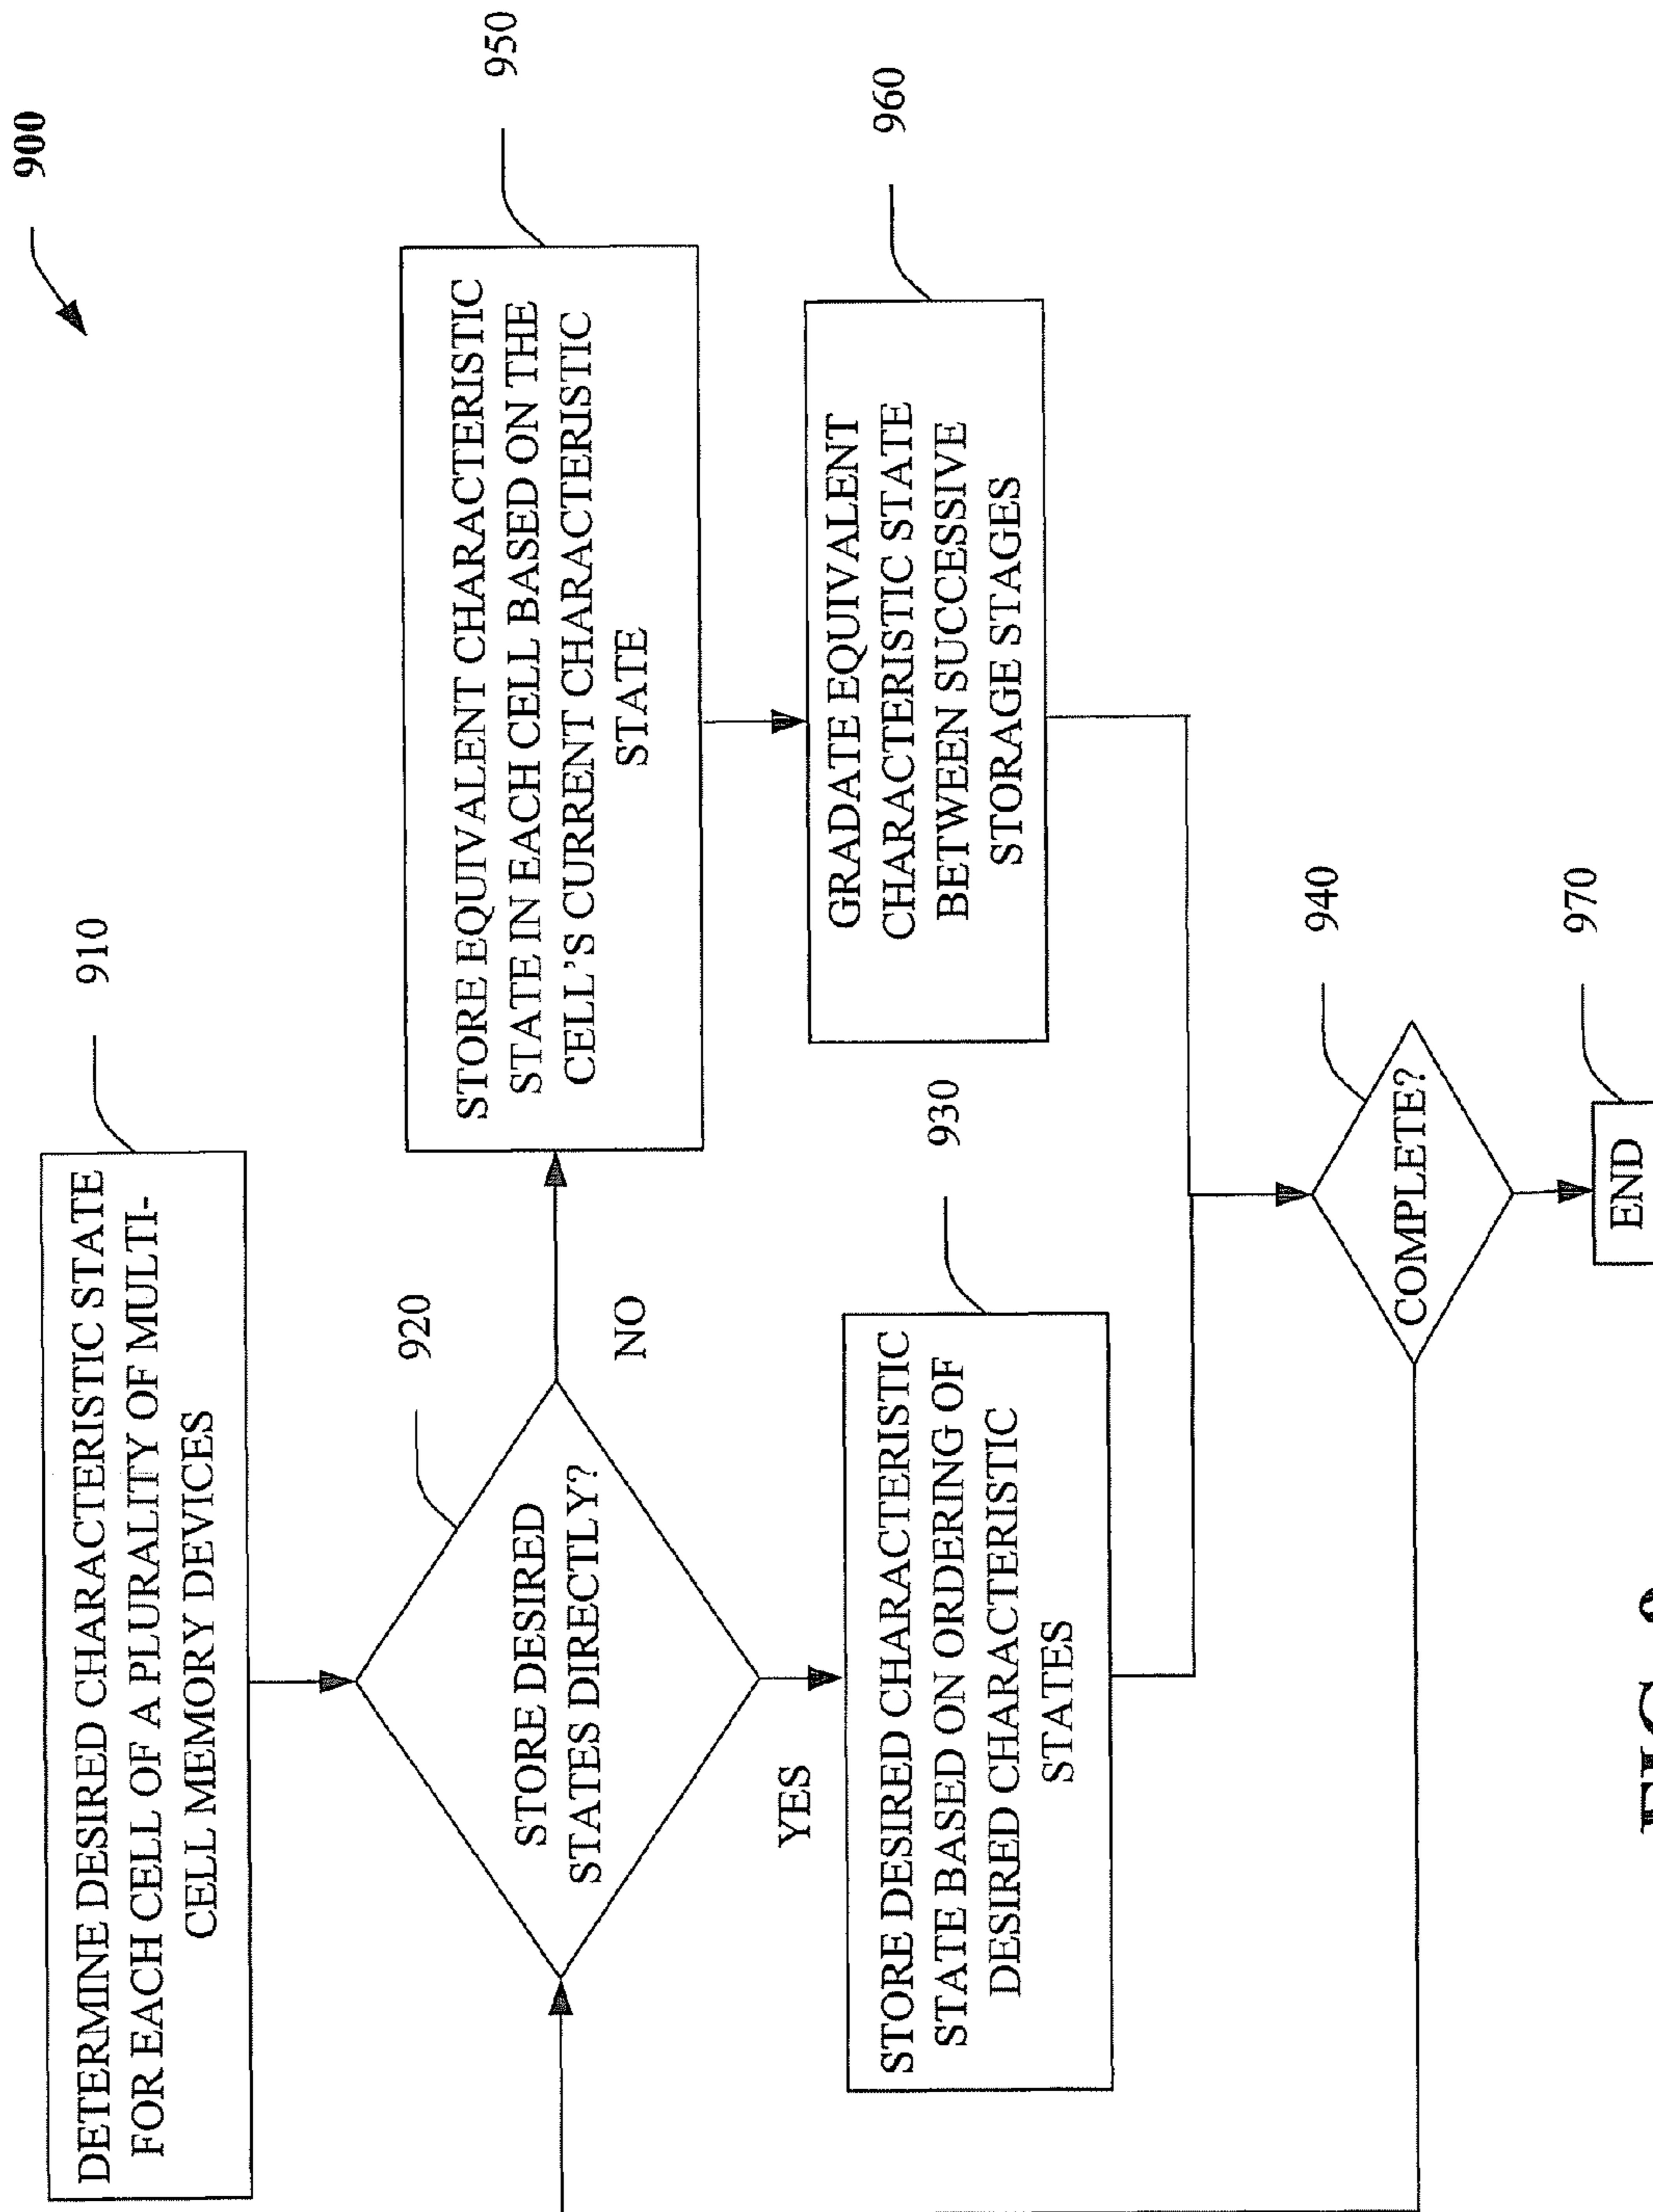 900
DETERMINE DESIRED CHARACTERISTIC STATE
FOR EACH CELL OF A PLURALITY OF MULTI-
CELL MEMORY DEVICES
910
STORE DESIRED
STATES DIRECTLY?
920
NO
YES
STORE EQUIVALENT CHARACTERISTIC
STATE IN EACH CELL BASED ON THE
CELL'S CURRENT CHARACTERISTIC
STATE
950
GRADATE EQUIVALENT
CHARACTERISTIC STATE
BETWEEN SUCCESSIVE
STORAGE STAGES
960
STORE DESIRED CHARACTERISTIC
STATE BASED ON ORDERING OF
DESIRED CHARACTERISTIC
STATES
930
COMPLETE?
940
END
970